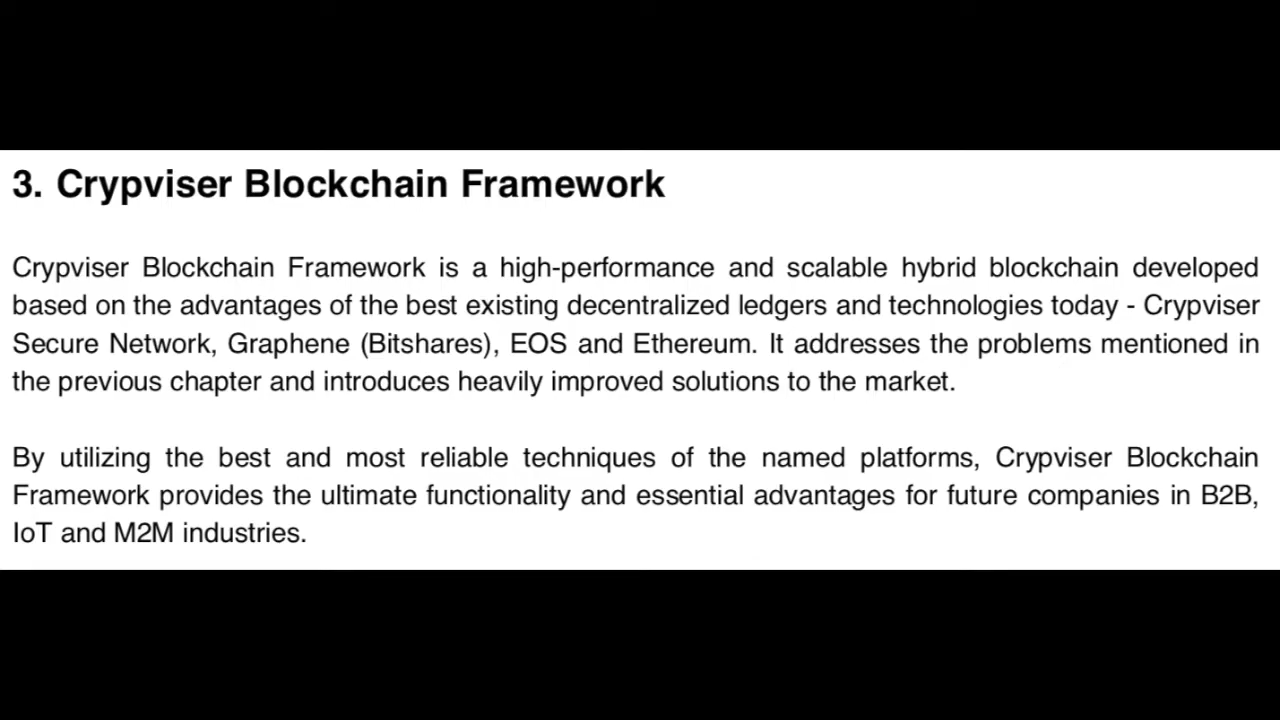 3. Crypviser Blockchain Framework
Crypviser Blockchain Framework is a high-performance and scalable hybrid blockchain developed
based on the advantages of the best existing decentralized ledgers and technologies today - Crypviser
Secure Network, Graphene (Bitshares), EOS and Ethereum. It addresses the problems mentioned in
the previous chapter and introduces heavily improved solutions to the market.
By utilizing the best and most reliable techniques of the named platforms, Crypviser Blockchain
Framework provides the ultimate functionality and essential advantages for future companies in B2B,
IoT and M2M industries.